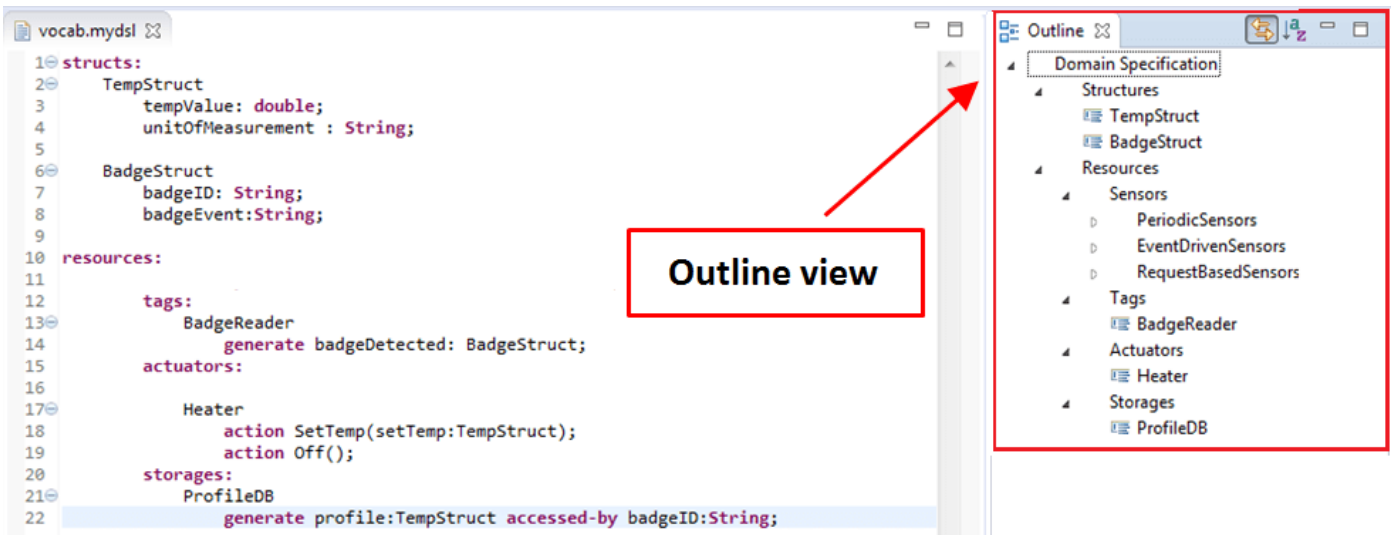 vocab.mydsl
1 structs:
2 TempStruct
3 tempValue: double;
4 unitOfMeasurement : String;
5
6 BadgeStruct
7 badgeID: String;
8 badgeEvent:String;
9
10 resources:
11
12 tags:
13 BadgeReader
14 generate badgeDetected: BadgeStruct;
15 actuators:
16
17 Heater
18 action SetTemp(setTemp:TempStruct);
19 action Off();
20 storages:
21 ProfileDB
22 generate profile:TempStruct accessed-by badgeID:String;
Outline view
Outline
Domain Specification
Structures
TempStruct
BadgeStruct
Resources
Sensors
PeriodicSensors
EventDrivenSensors
RequestBasedSensors
Tags
BadgeReader
Actuators
Heater
Storages
ProfileDB